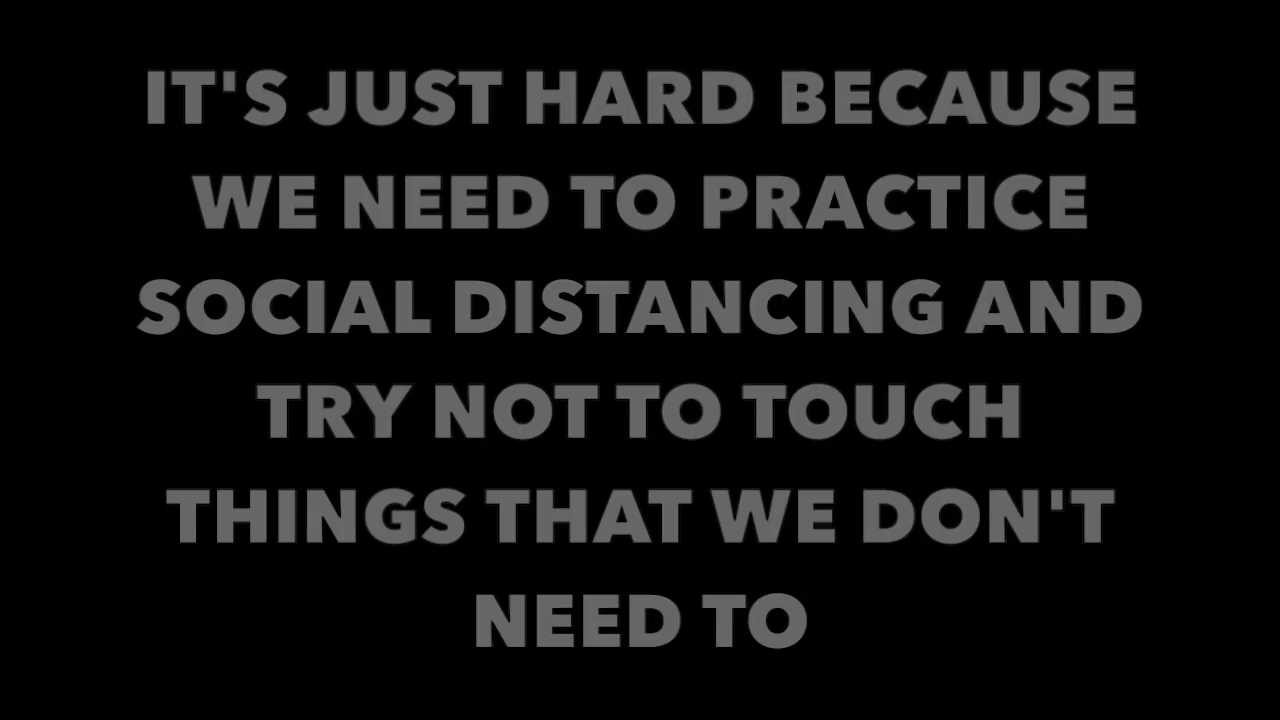 IT'S JUST HARD BECAUSE
WE NEED TO PRACTICE
SOCIAL DISTANCING AND
TRY NOT TO TOUCH
THINGS THAT WE DON'T
NEED TO